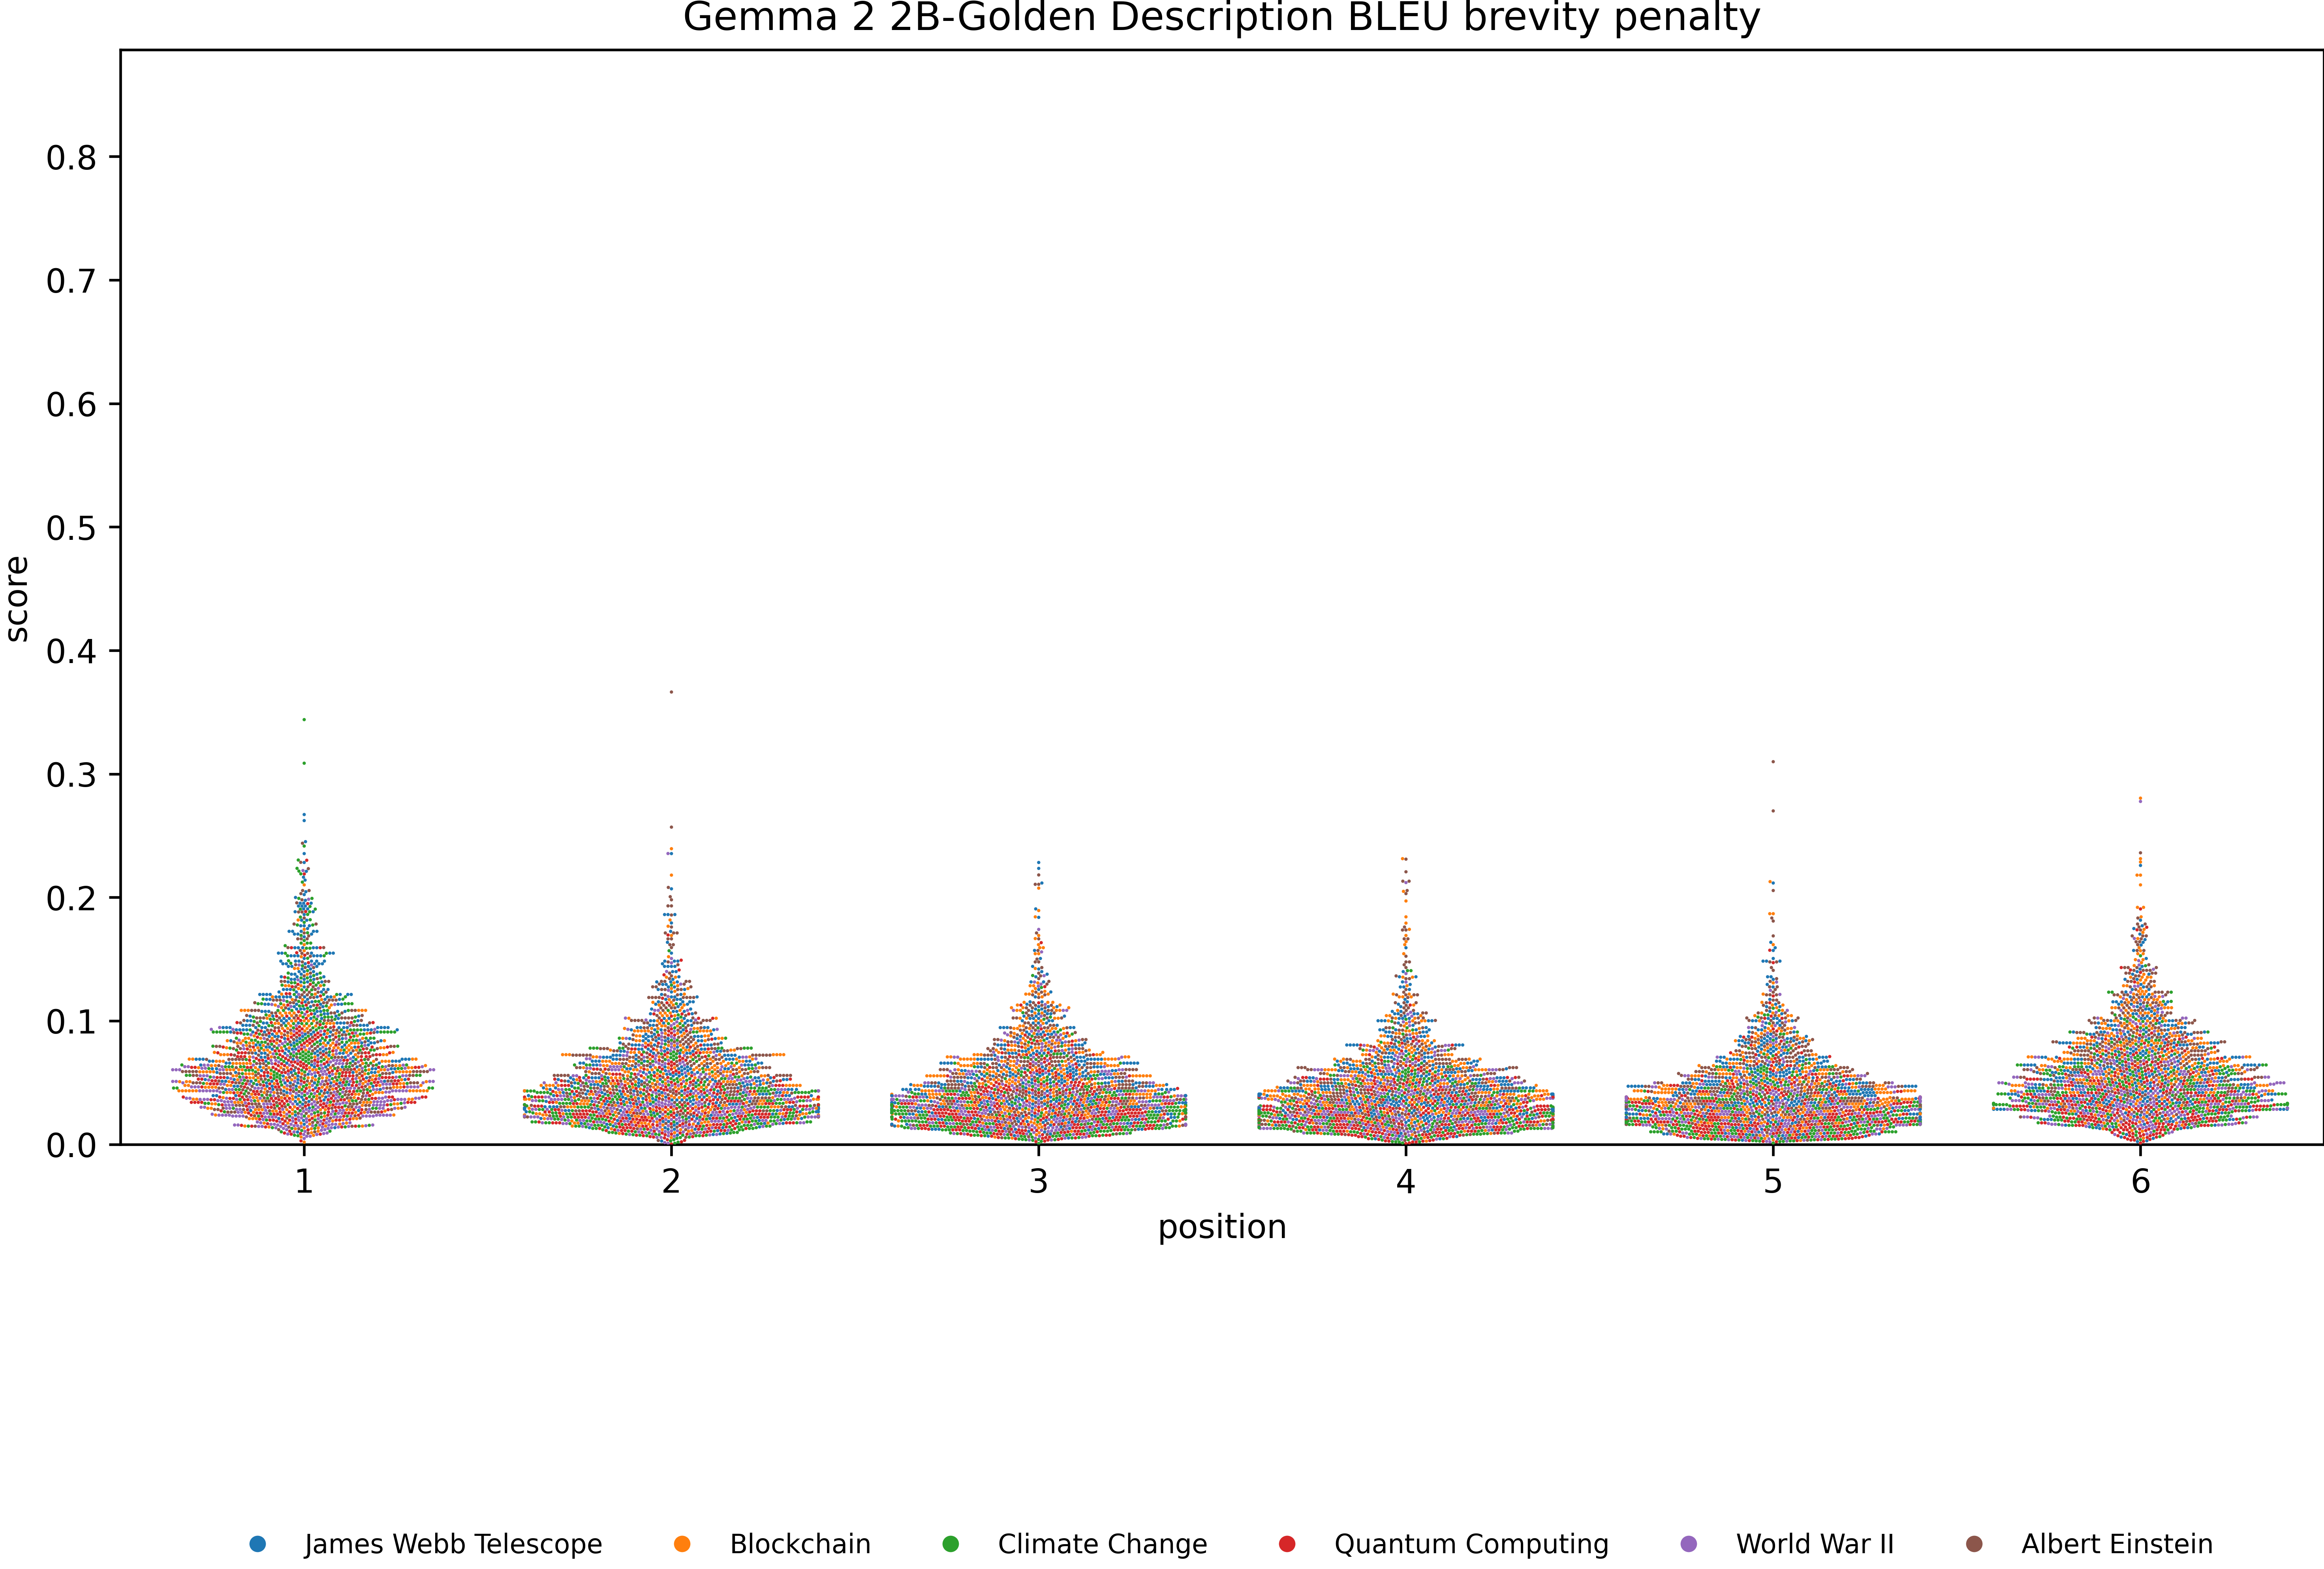 Gemma 2 2B-Golden Description BLEU brevity penalty
0.8
0.7
0.6
0.5
0.4
0.3
0.2
0.1
0.0
score
1 2 3 4 5 6
position
James Webb Telescope Blockchain Climate Change Quantum Computing World War II Albert Einstein